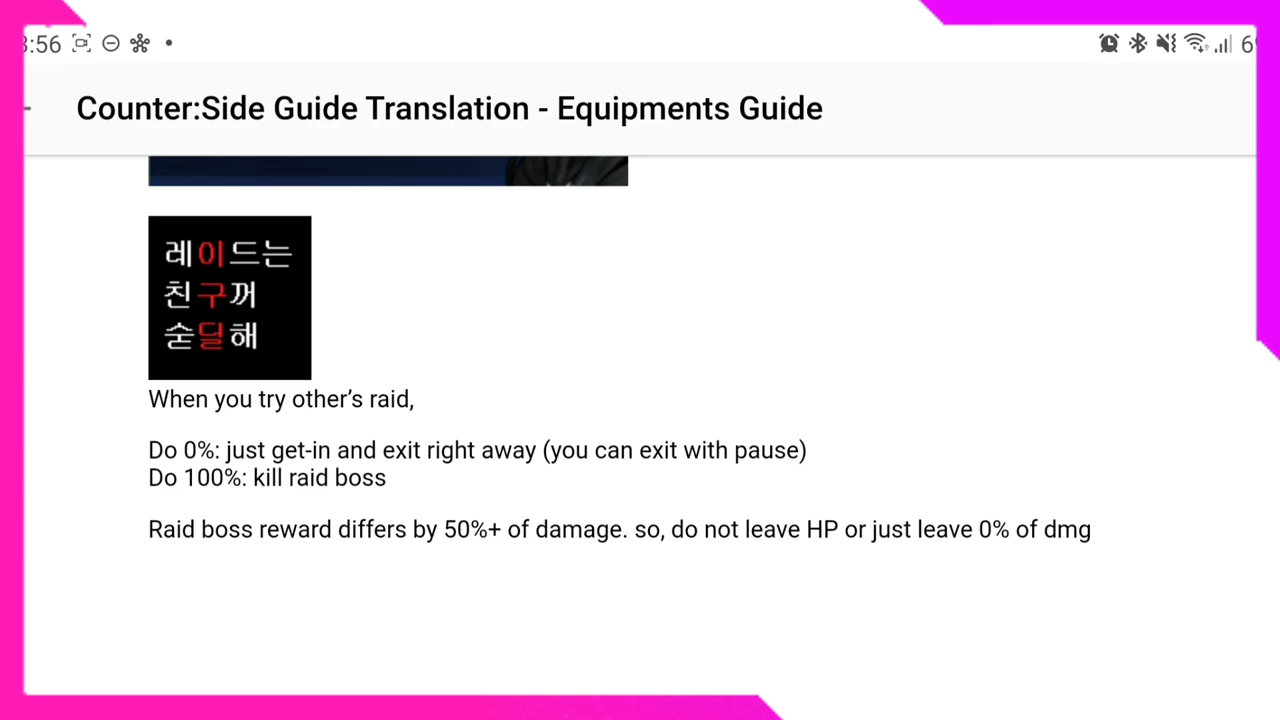 :56
6
Counter:Side Guide Translation - Equipments Guide
레이드는
친구꺼
숟딜해
When you try other’s raid,
Do 0%: just get-in and exit right away (you can exit with pause)
Do 100%: kill raid boss
Raid boss reward differs by 50%+ of damage. so, do not leave HP or just leave 0% of dmg